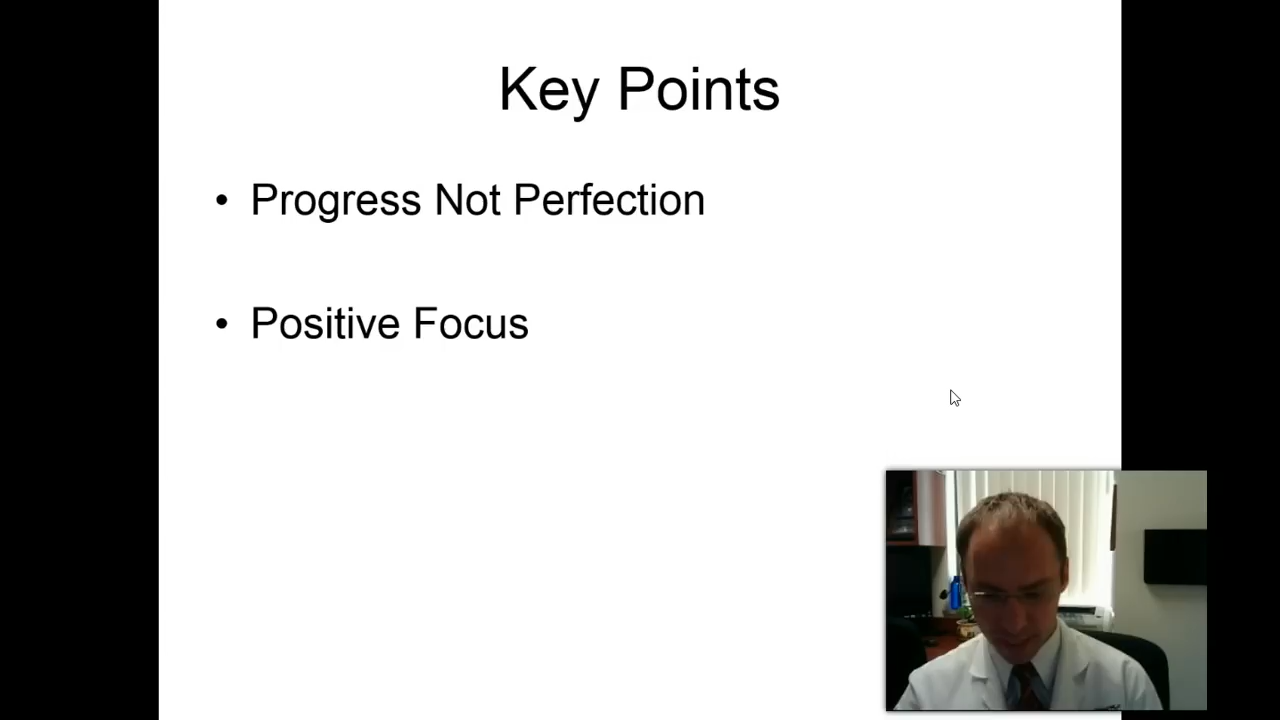 Key Points
• Progress Not Perfection
• Positive Focus